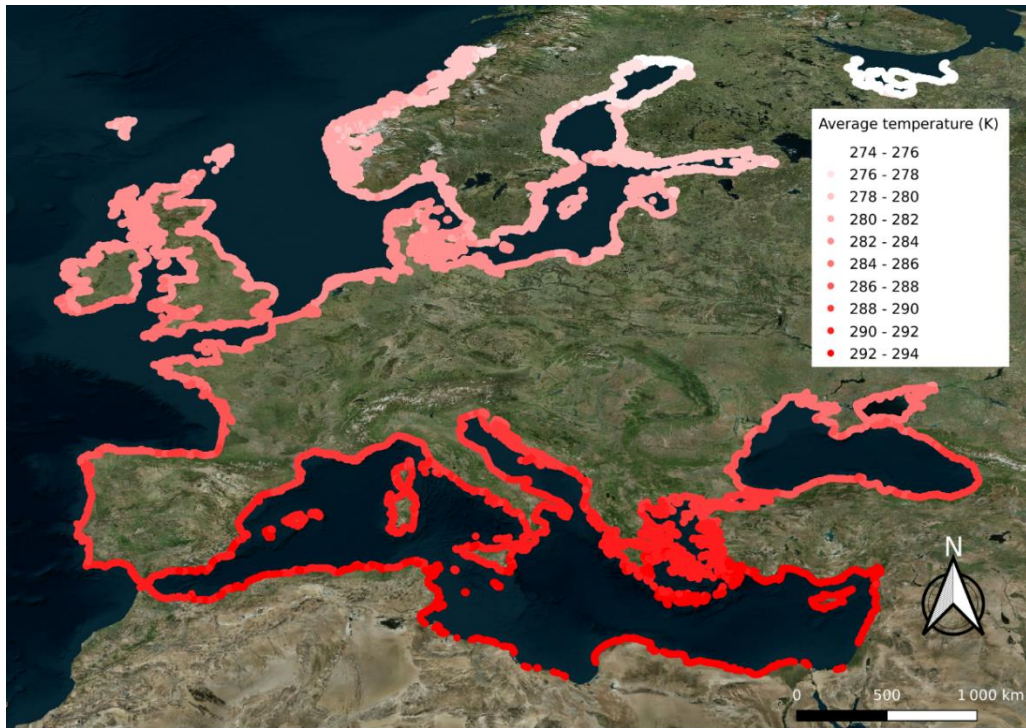 Average temperature (K)
274 - 276
276 - 278
278 - 280
280 - 282
282 - 284
284 - 286
286 - 288
288 - 290
290 - 292
292 - 294
N
0 500 1 000 km